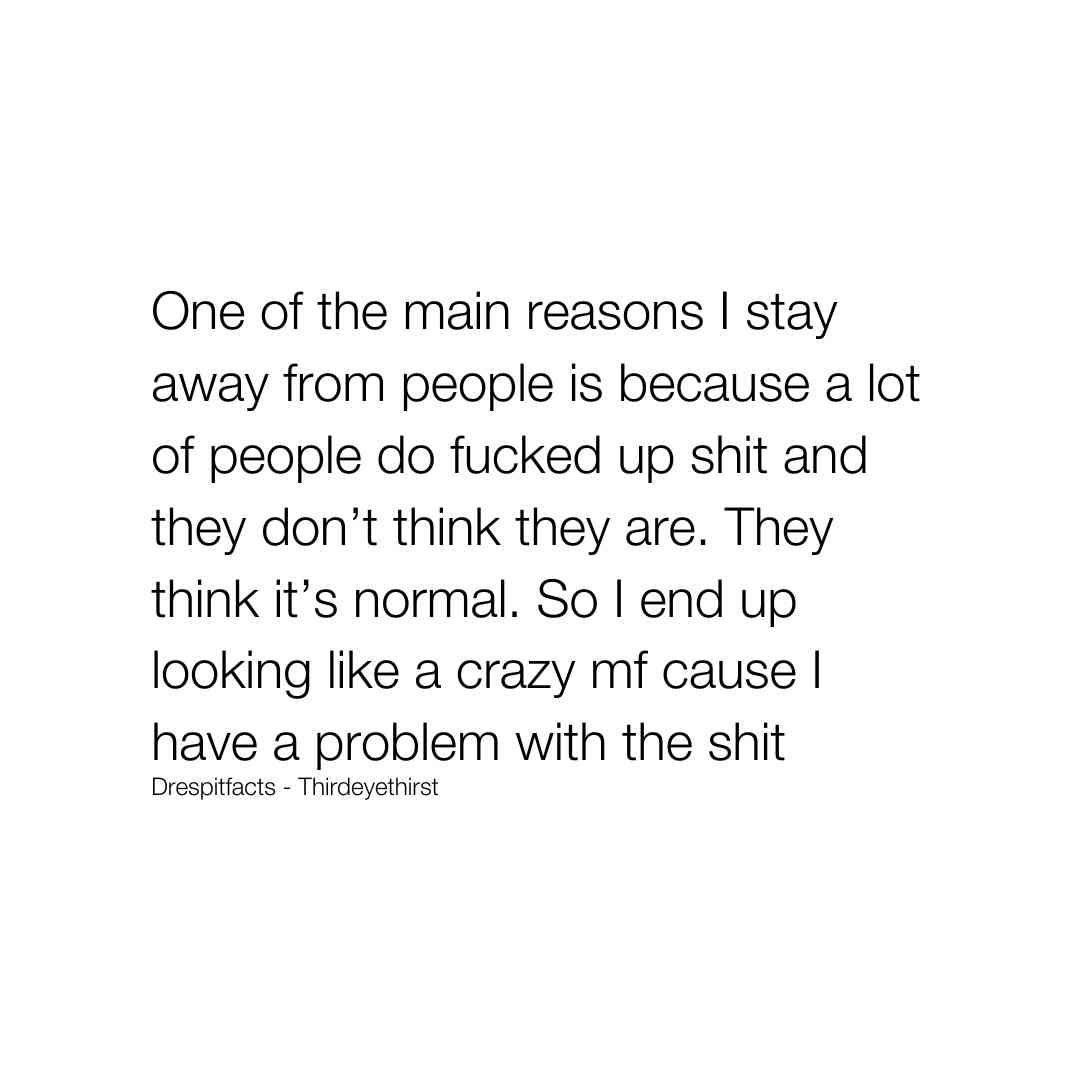 One of the main reasons I stay
away from people is because a lot
of people do fucked up shit and
they don’t think they are. They
think it’s normal. So I end up
looking like a crazy mf cause I
have a problem with the shit
Drespitfacts - Thirdeyethirst